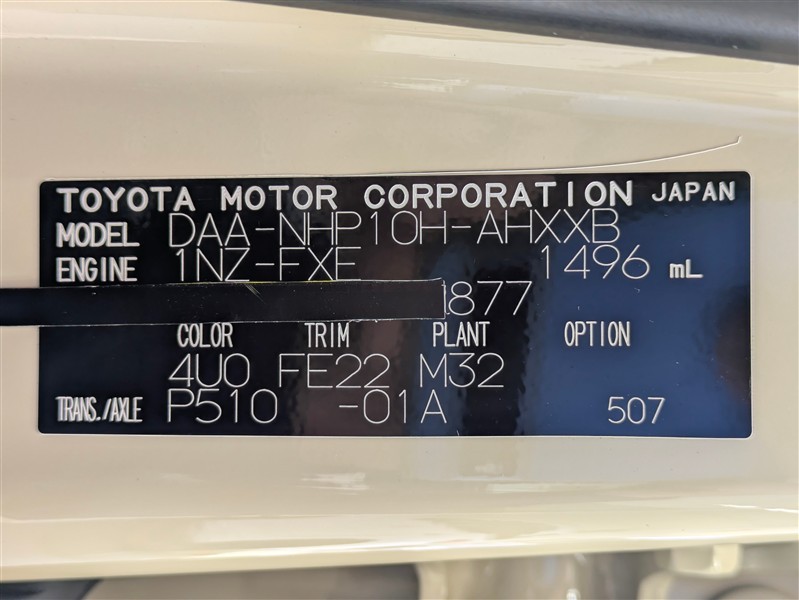 TOYOTA MOTOR CORPORATION JAPAN
MODEL DAA-NHP10H-AHXXB
ENGINE 1NZ-FXE 1496 mL
877
COLOR TRIM PLANT OPTION
4U0 FE22 M32
TRANS./AXLE P510 -01A 507